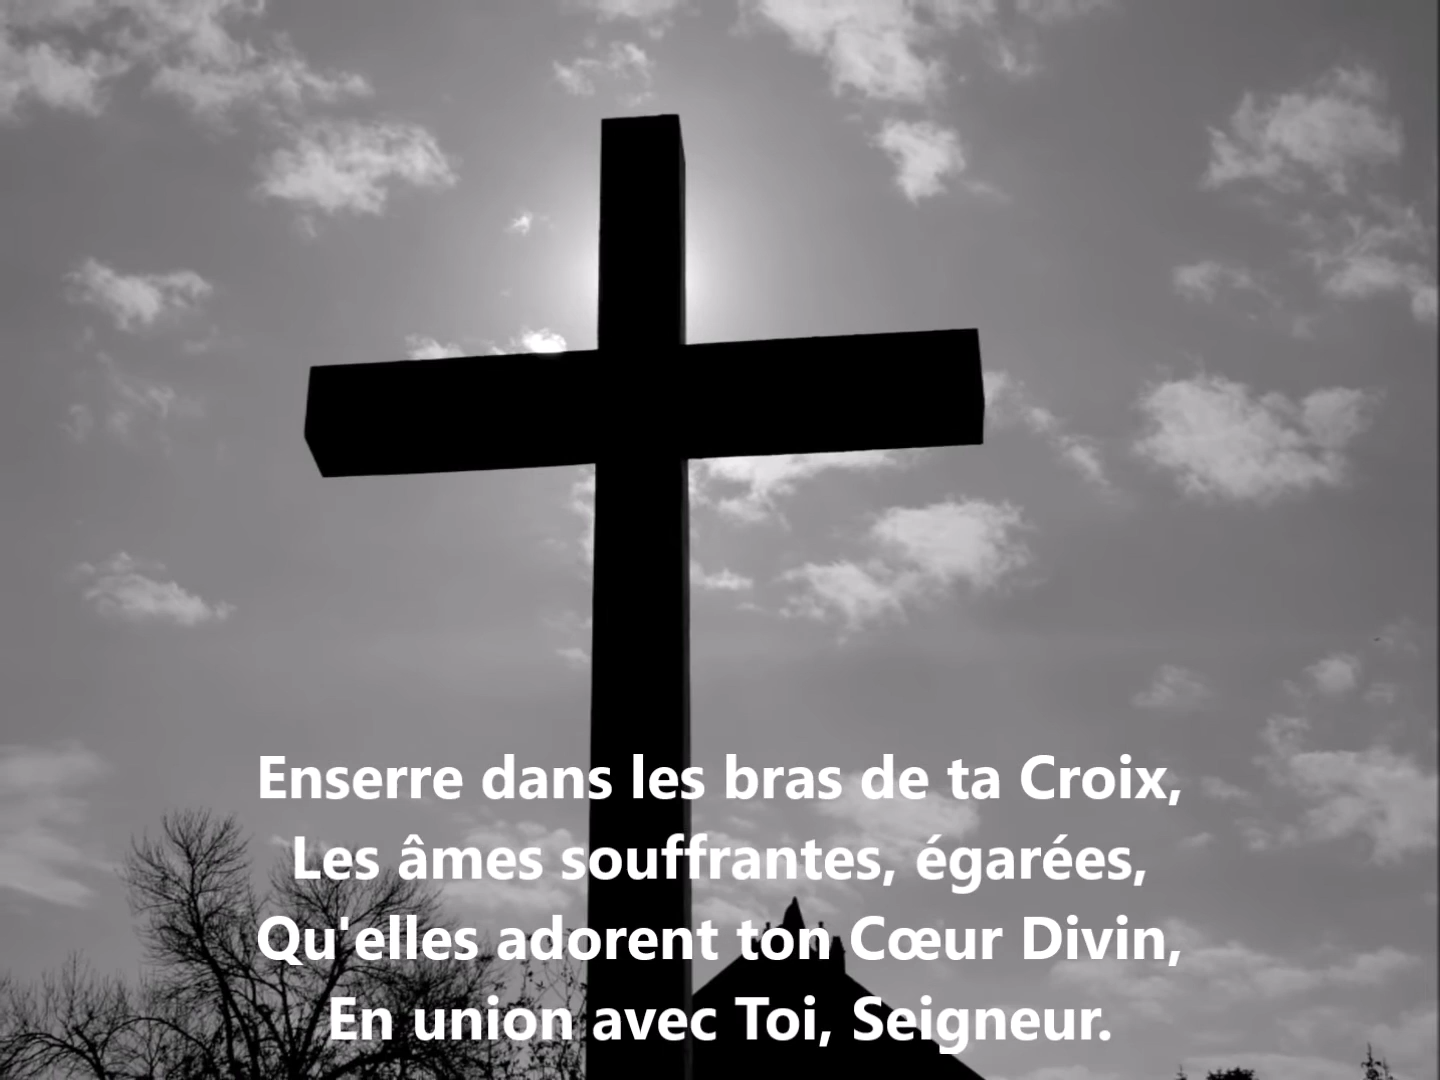 Enserre dans les bras de ta Croix,
Les âmes souffrantes, égarées,
Qu'elles adorent ton Cœur Divin,
En union avec Toi, Seigneur.